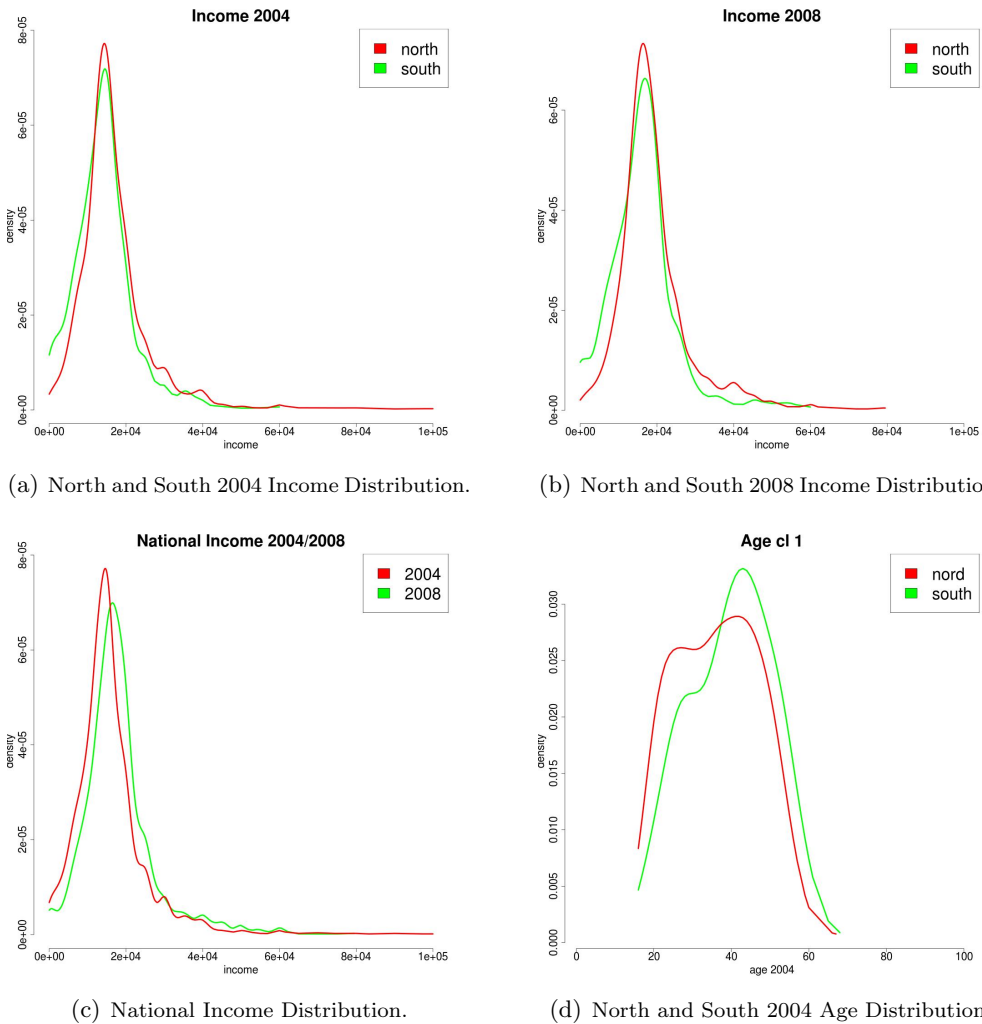 Income 2004
north
south
density
0e+00 2e-05 4e-05 6e-05 8e-05
0e+00 2e+04 4e+04 6e+04 8e+04 1e+05
income
(a) North and South 2004 Income Distribution.
Income 2008
north
south
density
0e+00 2e-05 4e-05 6e-05
0e+00 2e+04 4e+04 6e+04 8e+04 1e+05
income
(b) North and South 2008 Income Distributio
National Income 2004/2008
2004
2008
density
0e+00 2e-05 4e-05 6e-05 8e-05
0e+00 2e+04 4e+04 6e+04 8e+04 1e+05
income
(c) National Income Distribution.
Age cl 1
nord
south
density
0.000 0.005 0.010 0.015 0.020 0.025 0.030
0 20 40 60 80 100
age 2004
(d) North and South 2004 Age Distribution